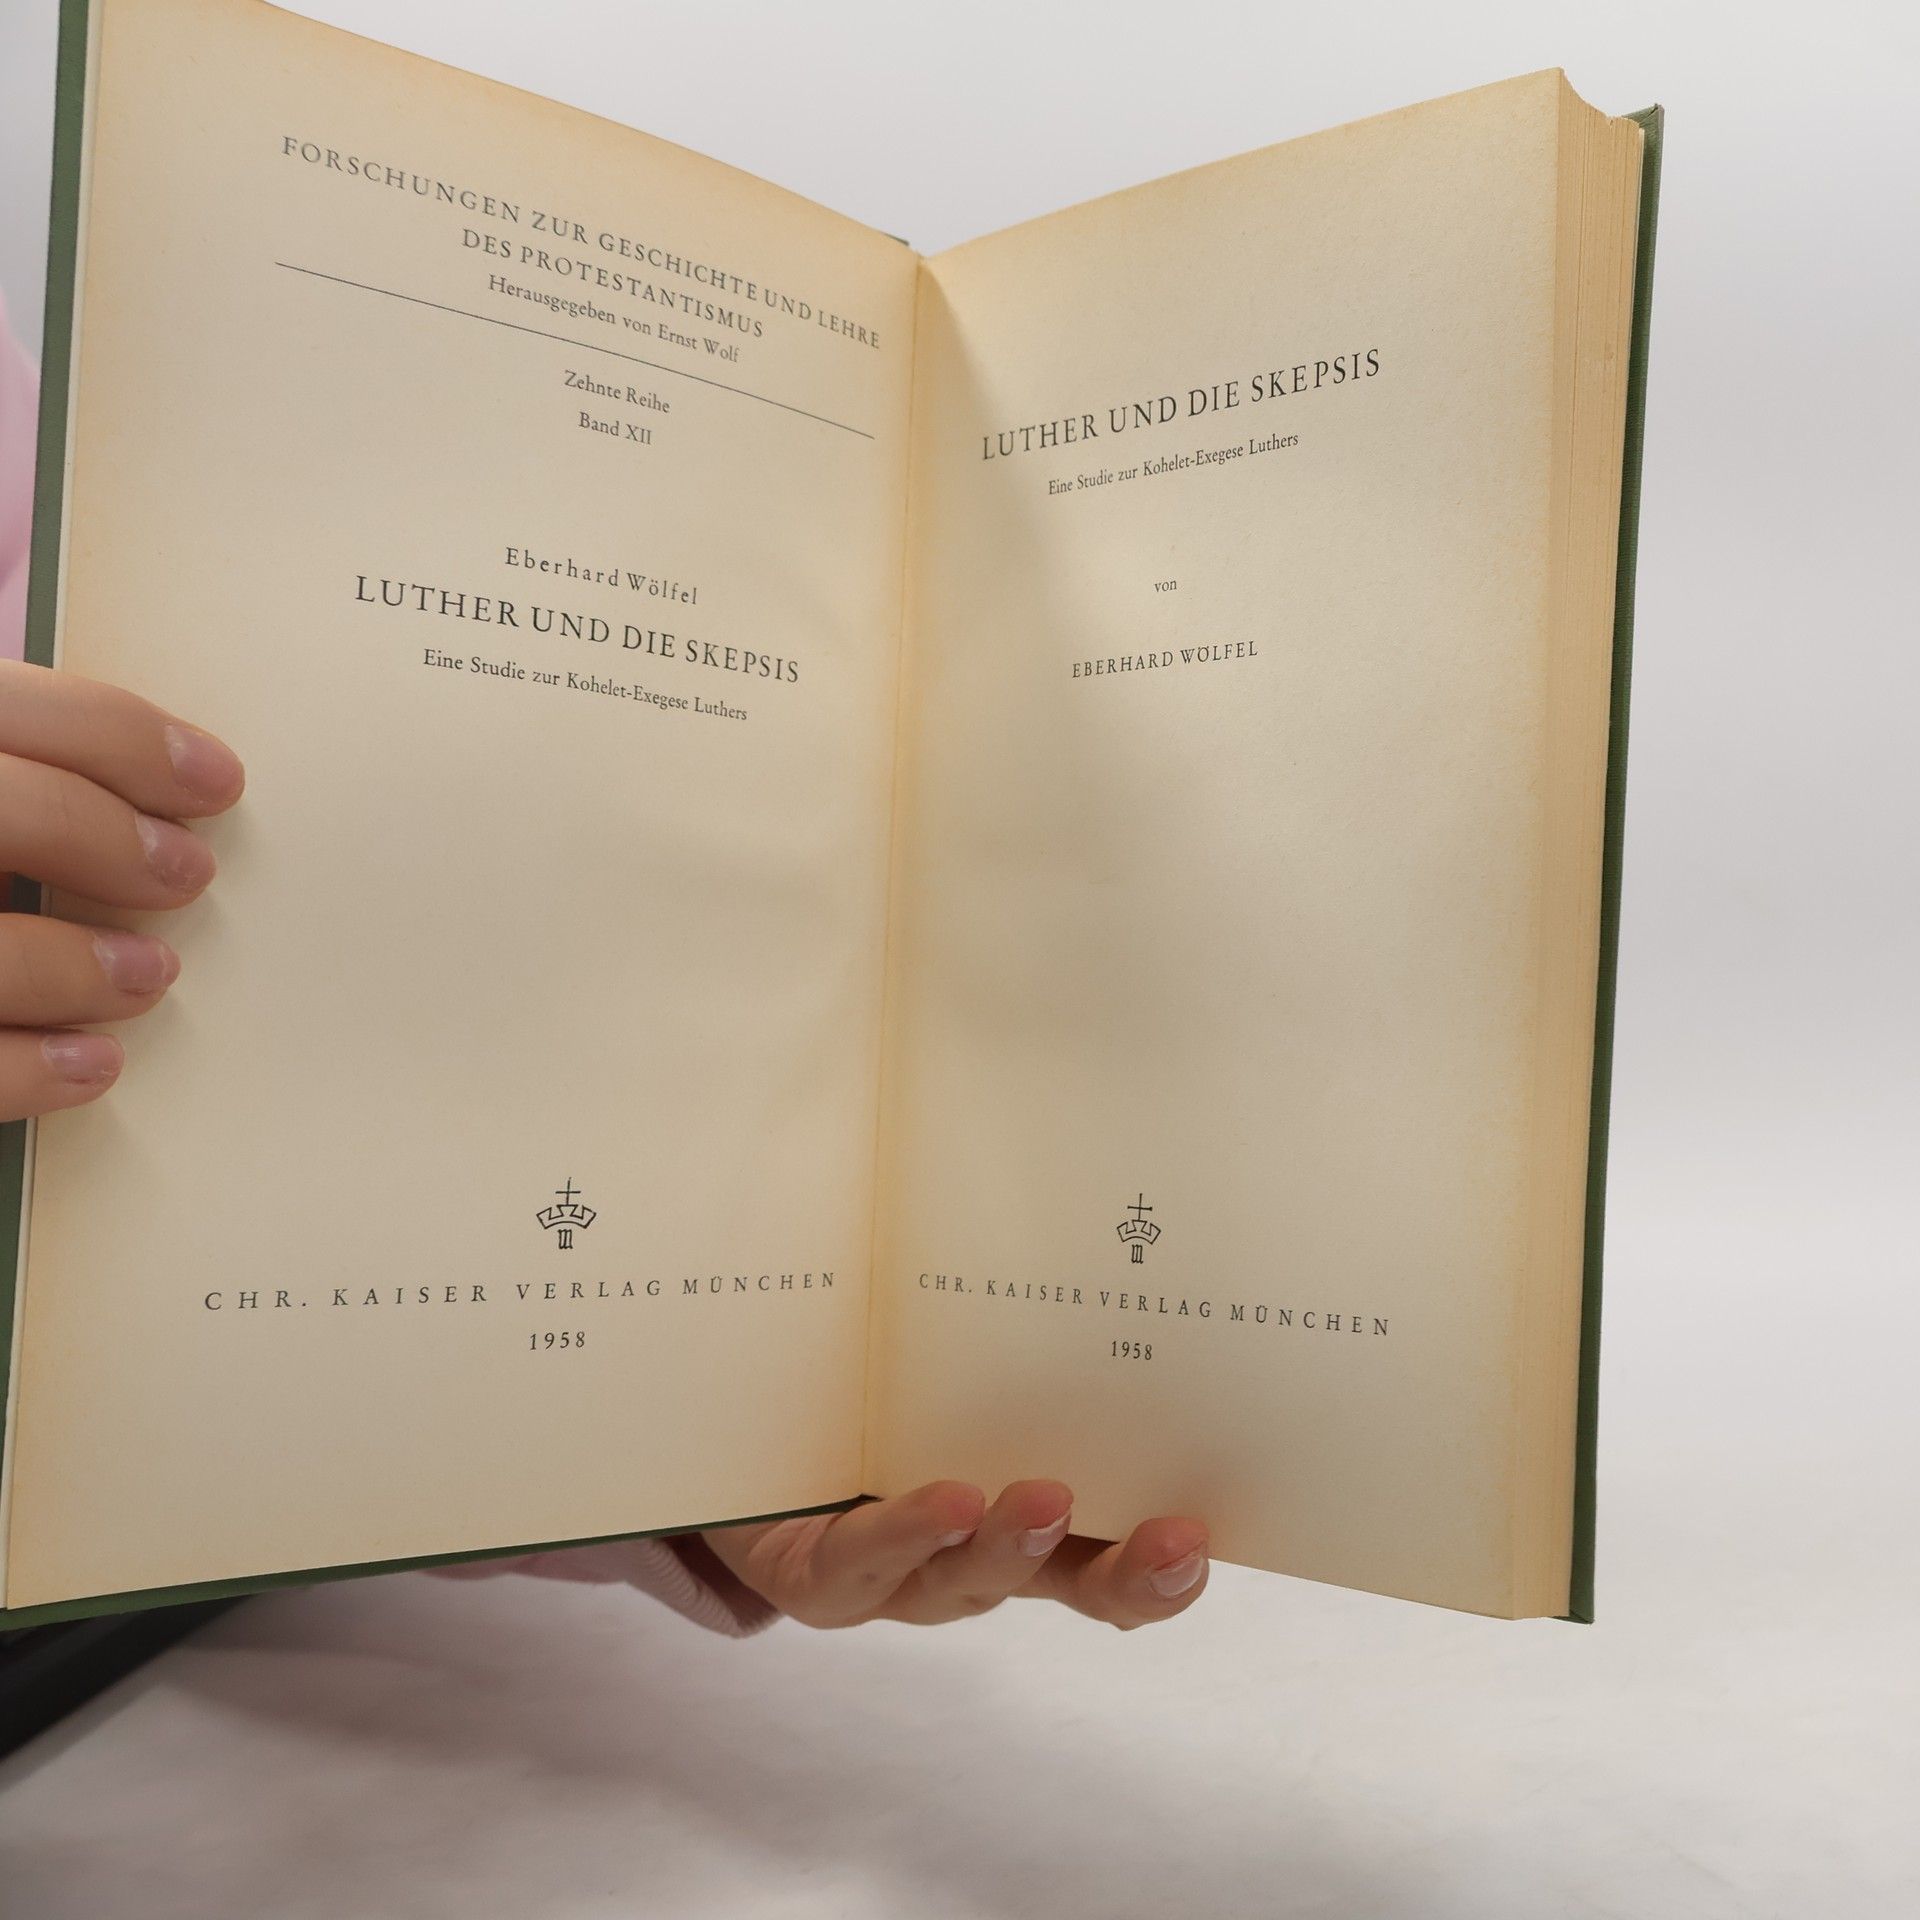 FORSCHUNGEN ZUR GESCHICHTE UND LEHRE
DES PROTESTANTISMUS
Herausgegeben von Ernst Wolf
Zehnte Reihe
Band XII
Eberhard Wölfel
LUTHER UND DIE SKEPSIS
Eine Studie zur Kohelet-Exegese Luthers
CHR. KAISER VERLAG MÜNCHEN
1958
LUTHER UND DIE SKEPSIS
Eine Studie zur Kohelet-Exegese Luthers
von
EBERHARD WÖLFEL
CHR. KAISER VERLAG MÜNCHEN
1958